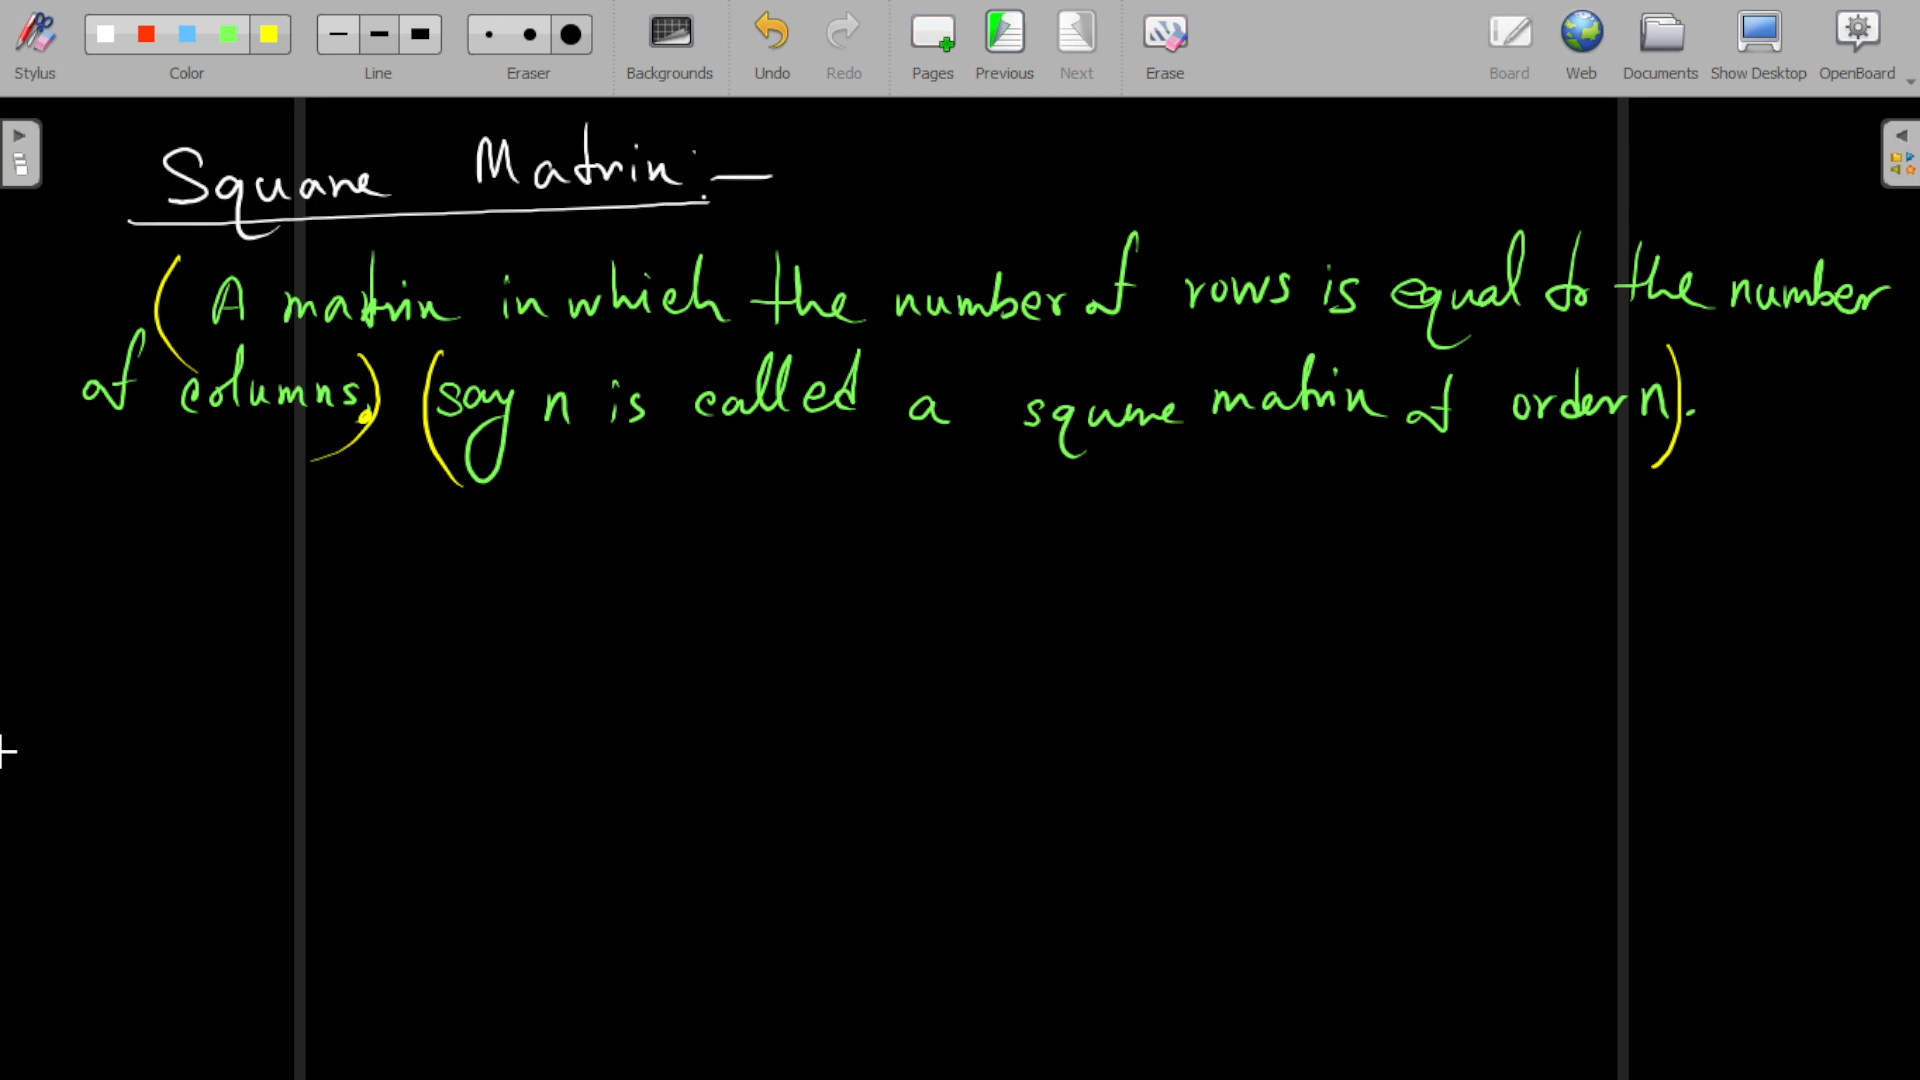 Stylus Color Line Eraser Backgrounds Undo Redo Pages Previous Next Erase Board Web Documents Show Desktop OpenBoard
Square Matrix :-
(A matrix in which the number of rows is equal to the number
of columns,) (say n is called a square matrix of order n).